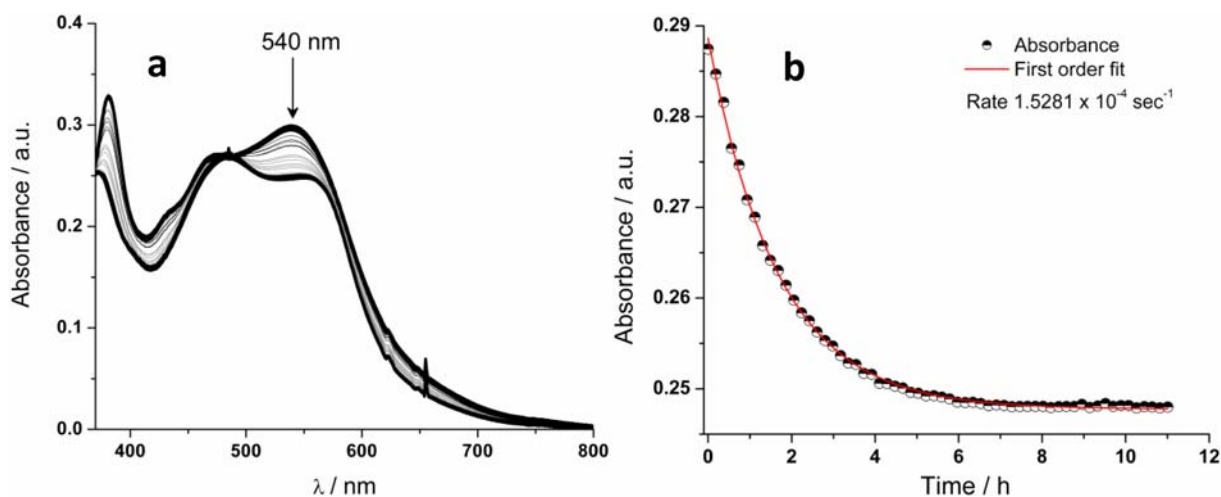 a
540 nm
0.4
0.3
0.2
0.1
0.0
Absorbance / a.u.
400 500 600 700 800
λ / nm
b
Absorbance
First order fit
Rate 1.5281 x 10⁻⁴ sec⁻¹
0.29
0.28
0.27
0.26
0.25
Absorbance / a.u.
0 2 4 6 8 10 12
Time / h